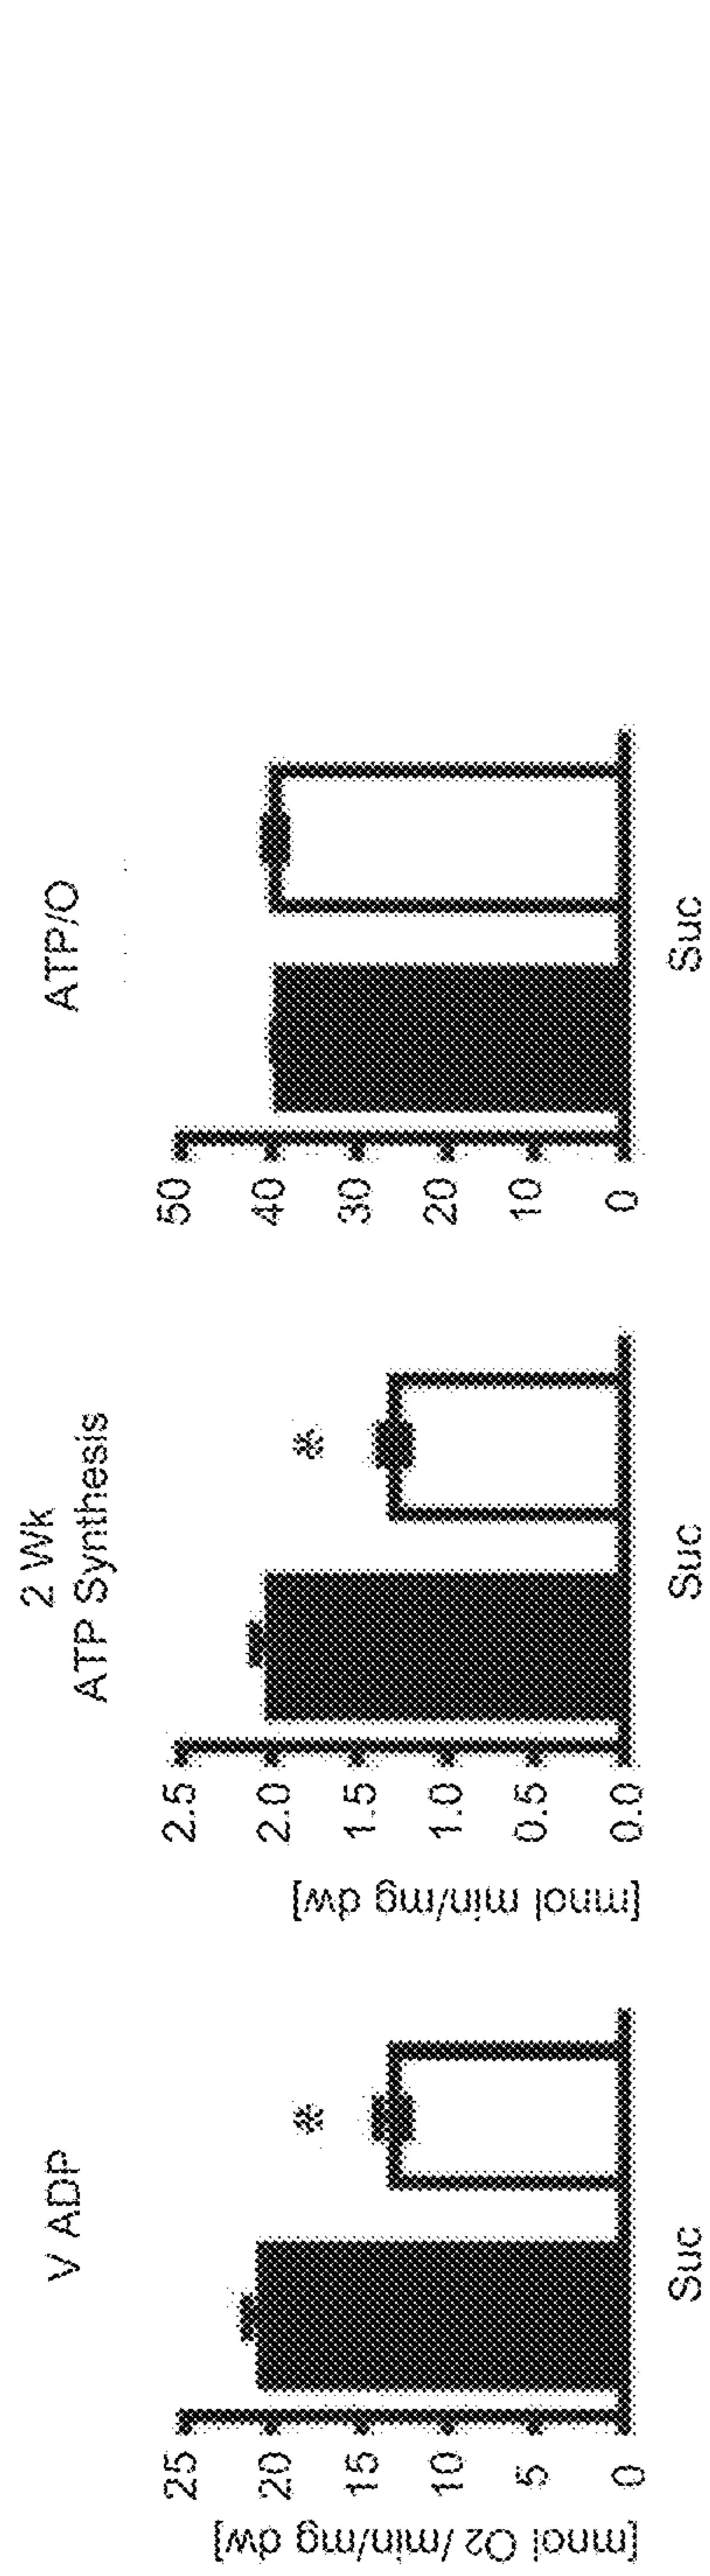 2 Wk
V ADP
ATP Synthesis
ATP/O
[mnol O2 /min/mg dw]
25
20
15
10
5
0
Suc
[mnol min/mg dw]
2.5
2.0
1.5
1.0
0.5
0.0
*
Suc
50
40
30
20
10
0
*
Suc